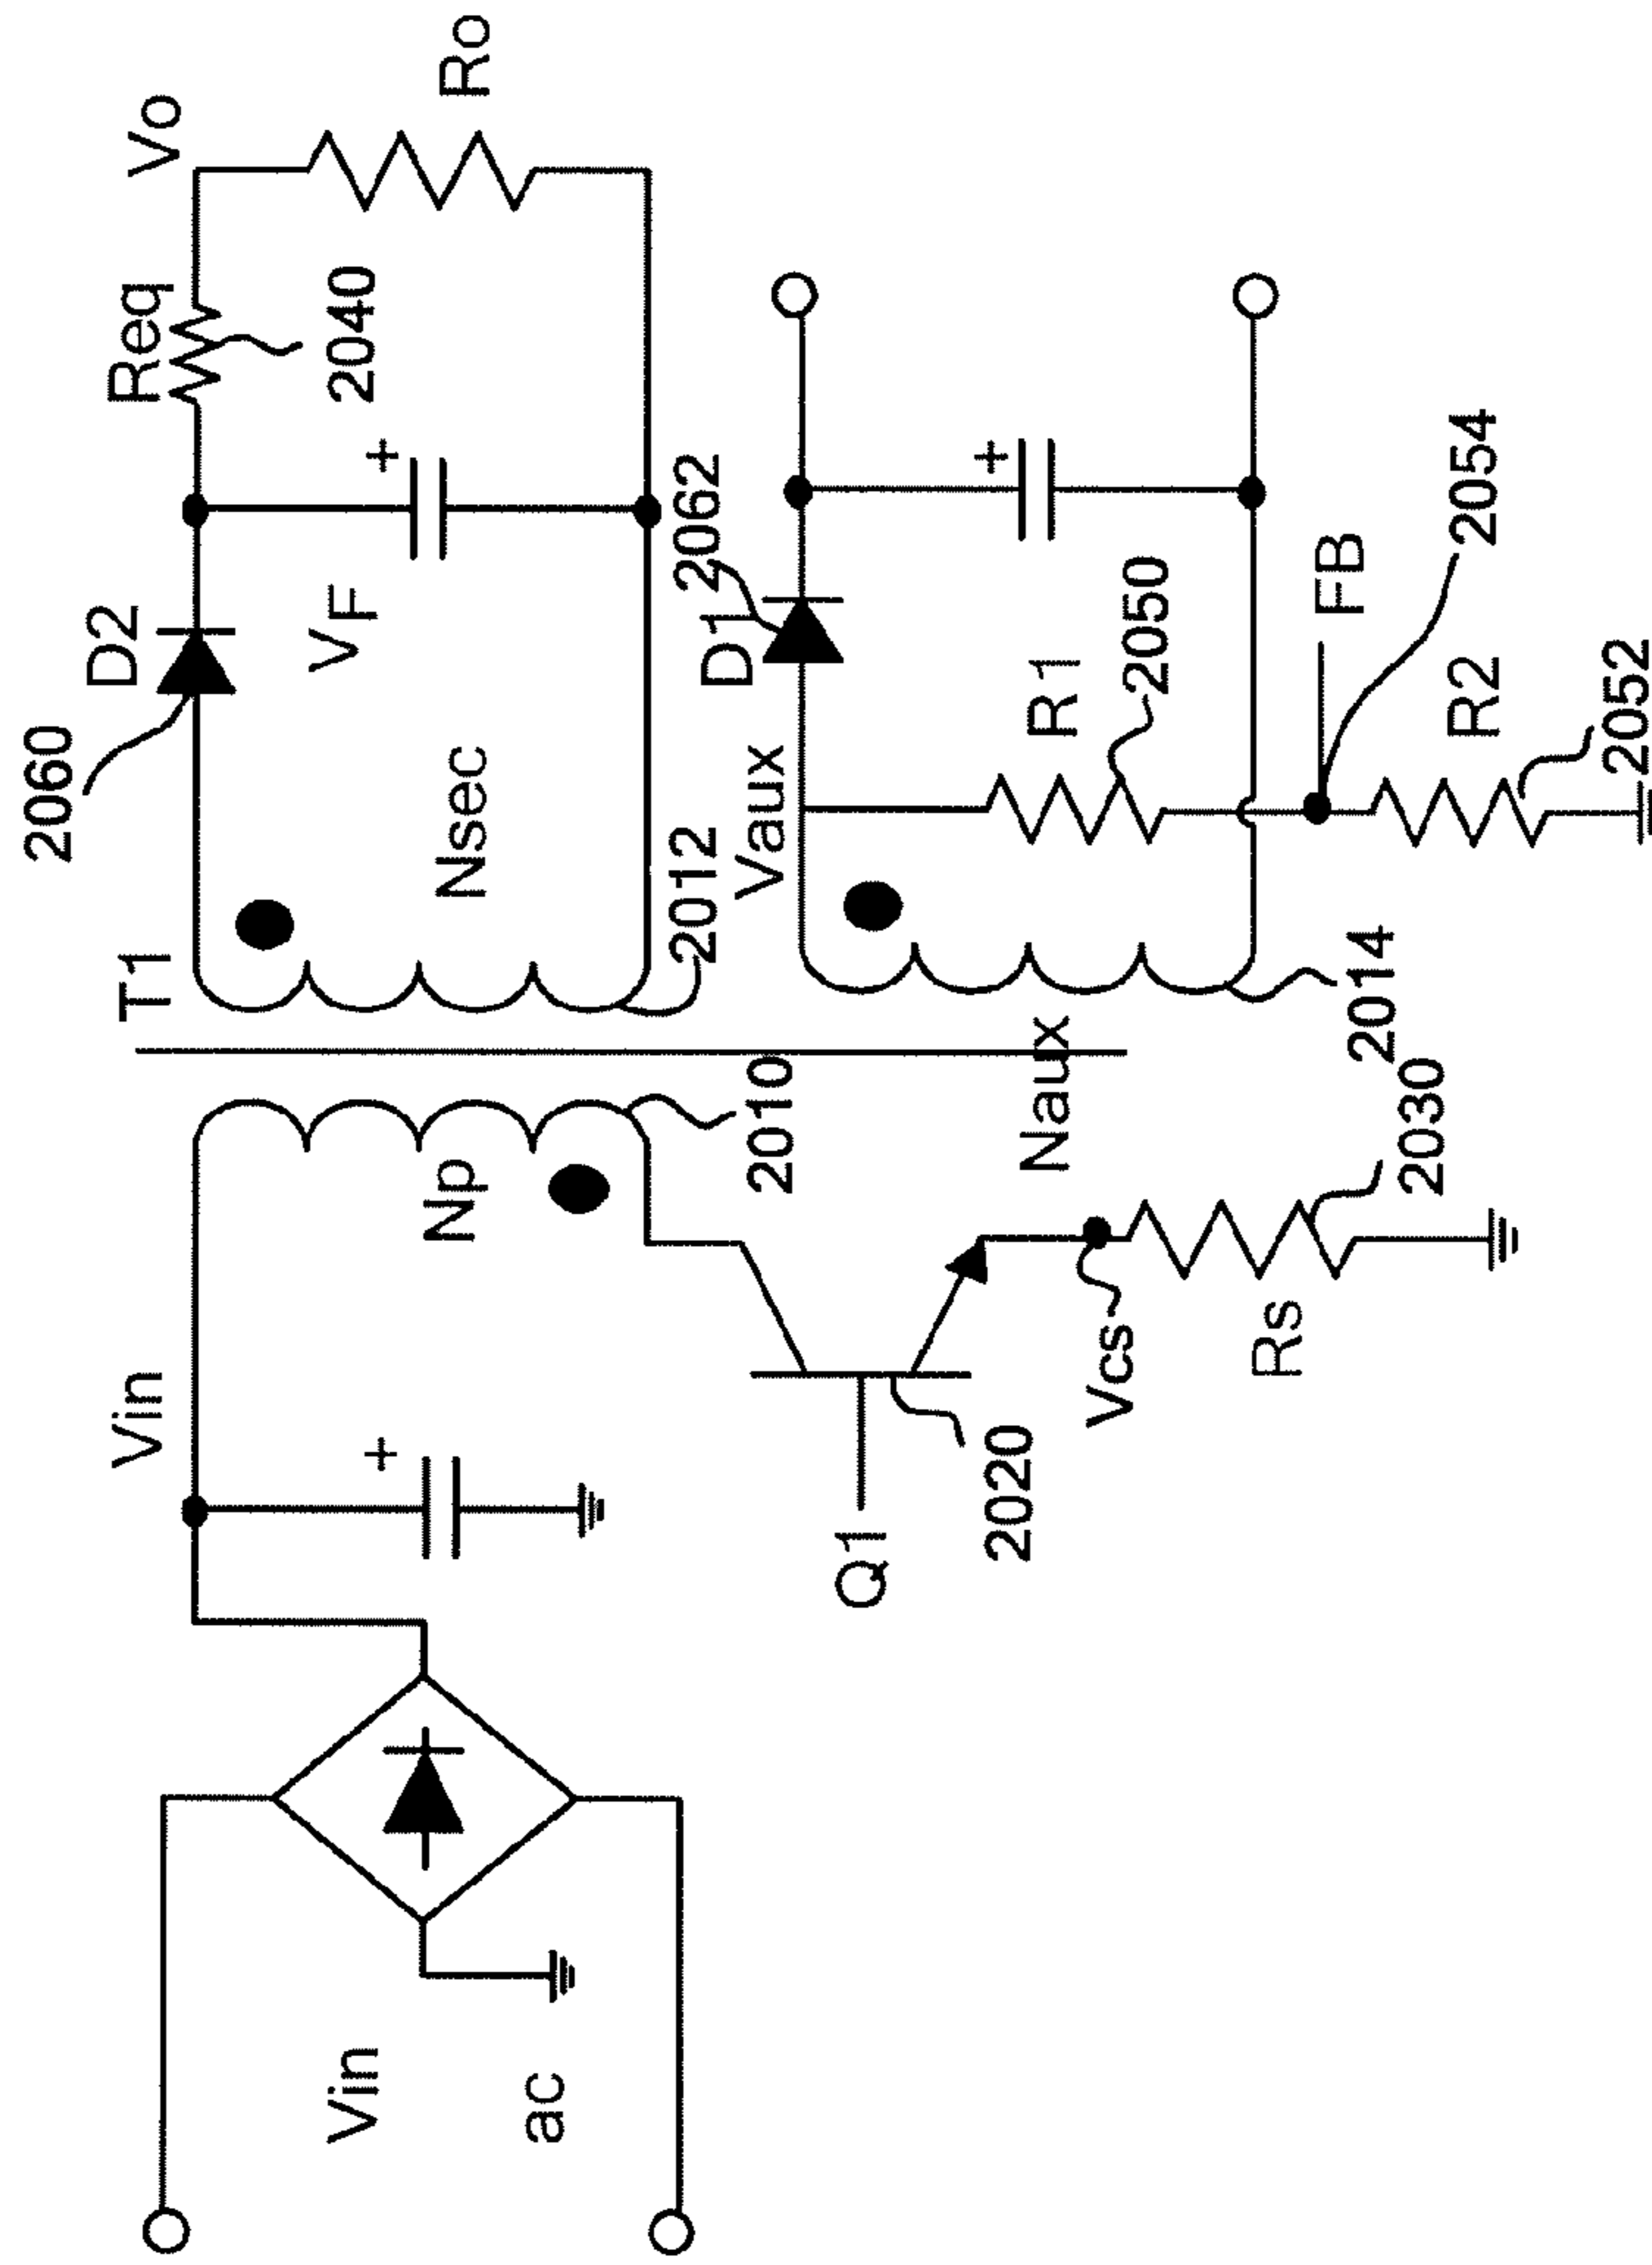 Vin
ac
Vin
Np
2010
Q1
2020
Vcs
Rs
2030
T1
Nsec
2012
2060
D2
VF
Req
2040
Vo
Ro
Naux
2014
Vaux
D1
2062
R1
2050
FB
2054
R2
2052